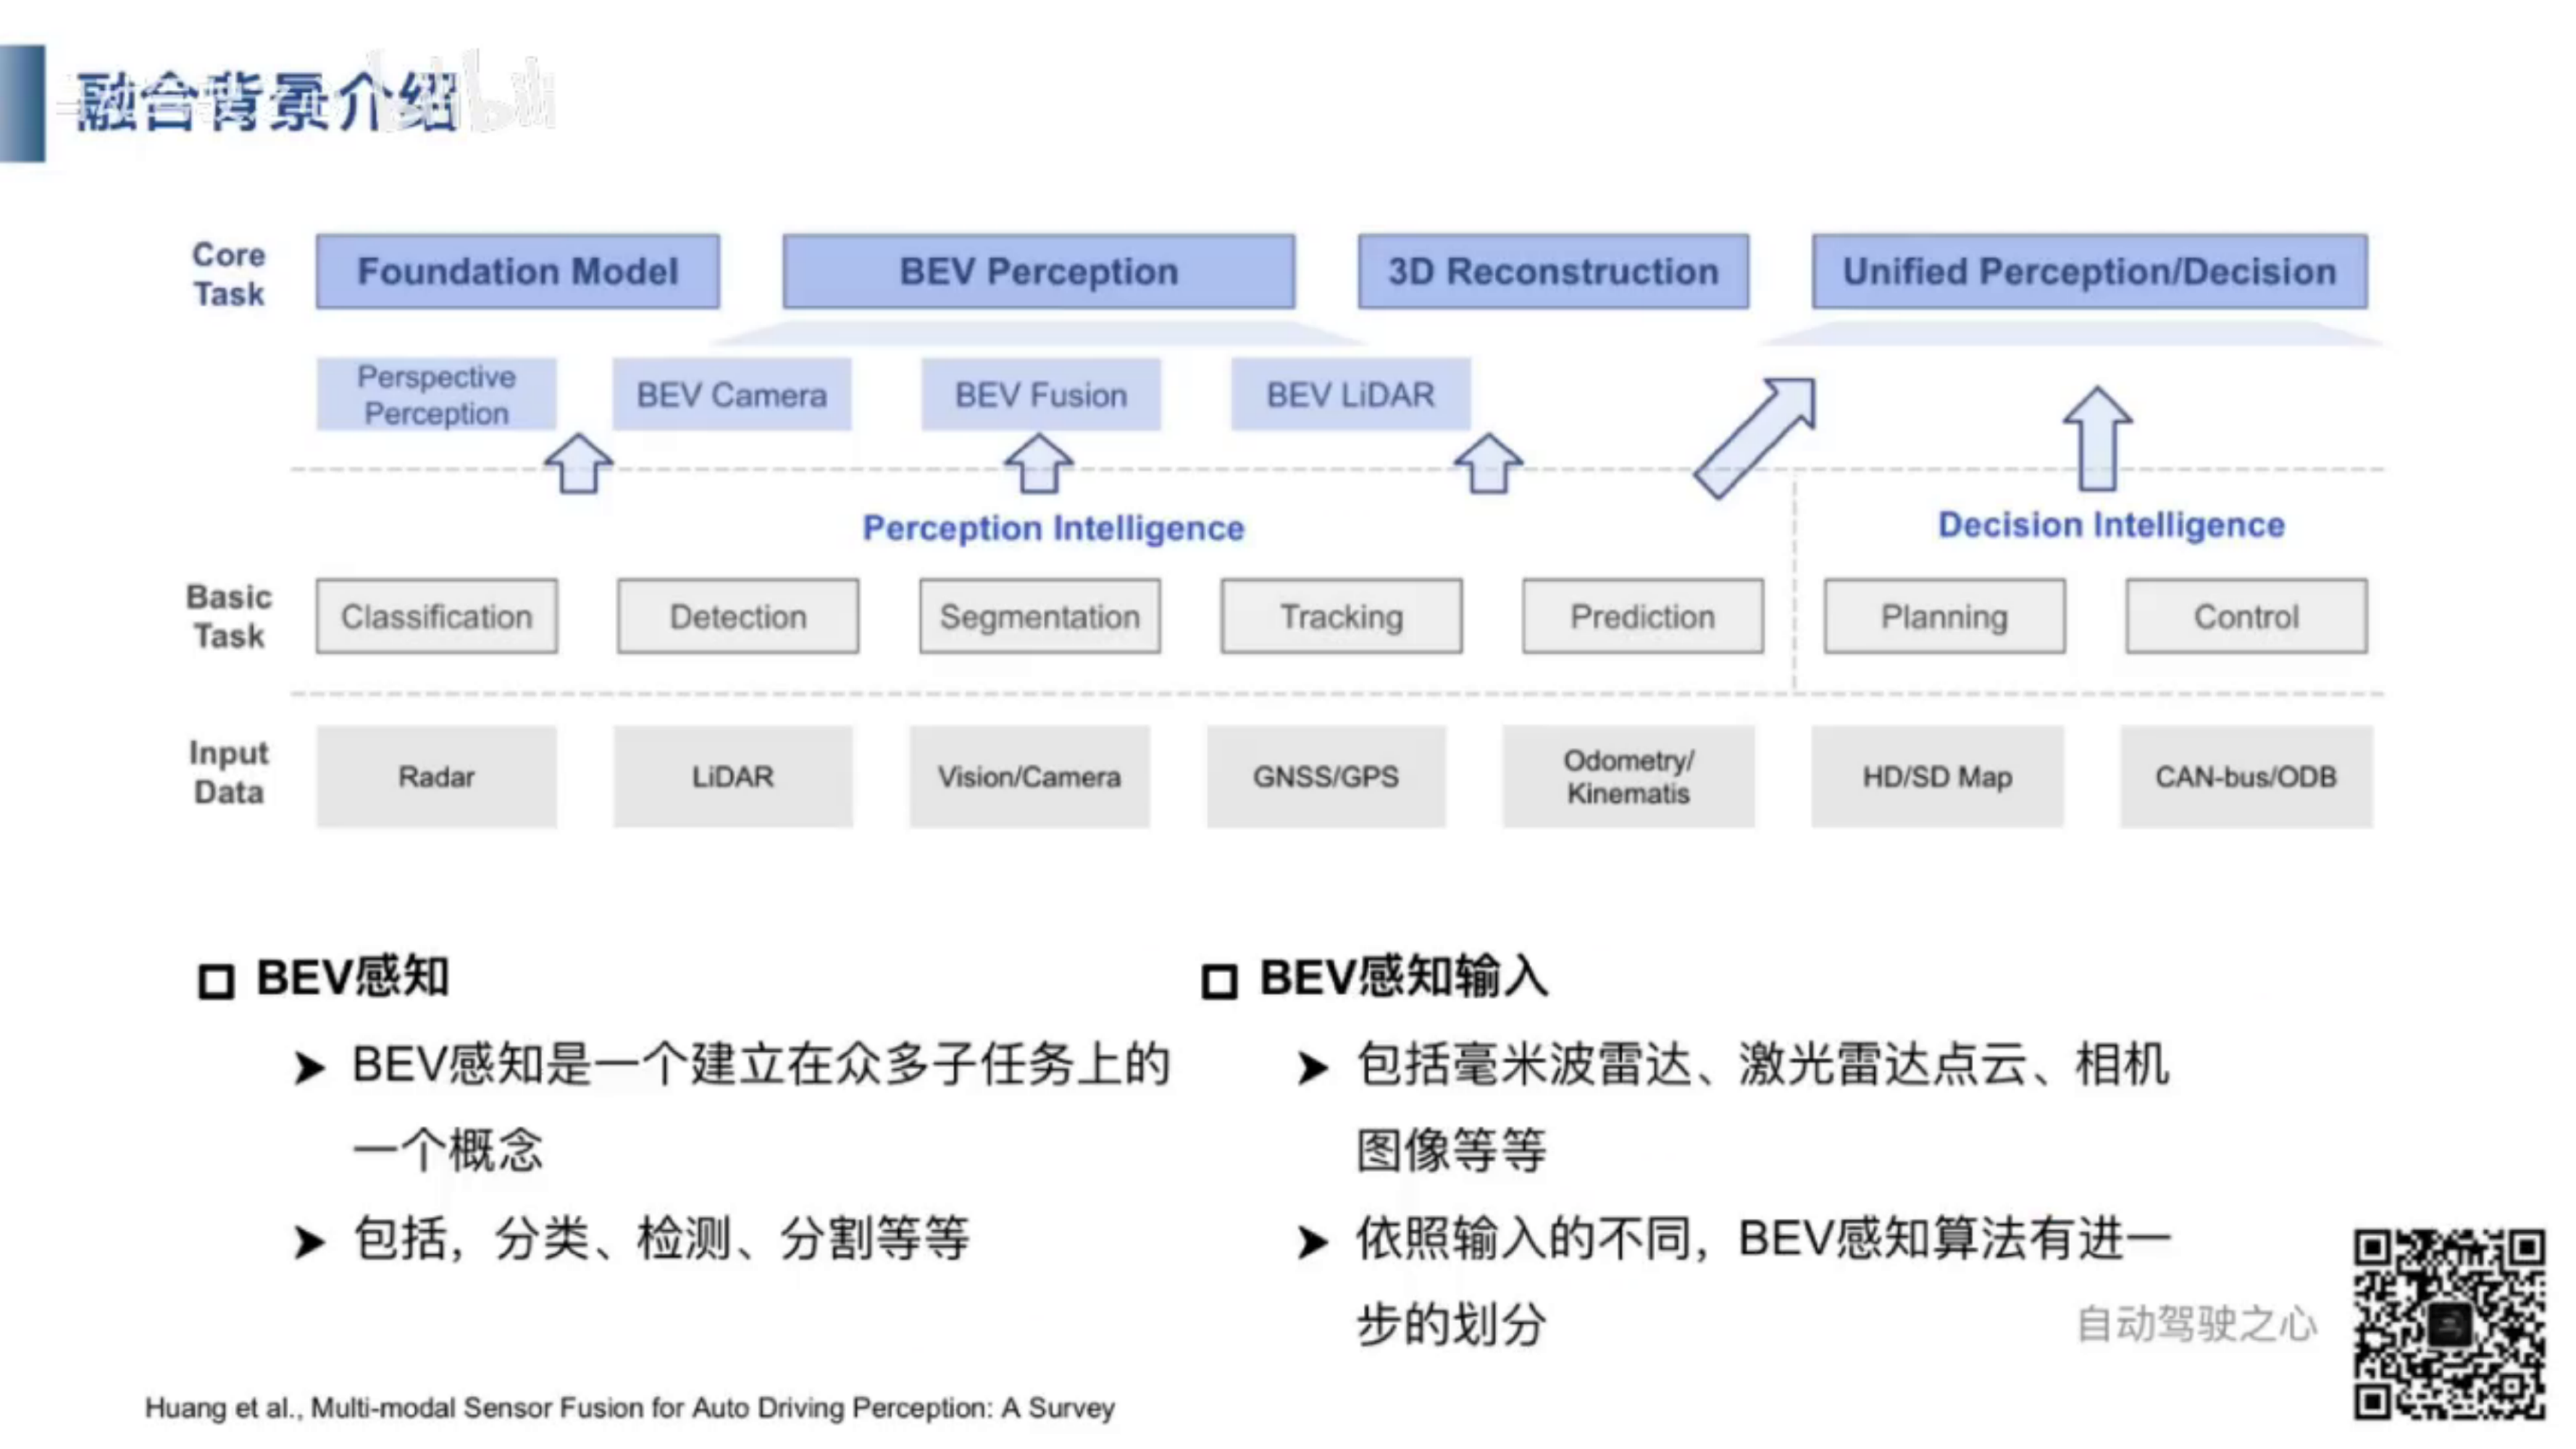 融合背景介绍
bilibili
Core
Task
Foundation Model
BEV Perception
3D Reconstruction
Unified Perception/Decision
Perspective
Perception
BEV Camera
BEV Fusion
BEV LiDAR
Perception Intelligence
Decision Intelligence
Basic
Task
Classification
Detection
Segmentation
Tracking
Prediction
Planning
Control
Input
Data
Radar
LiDAR
Vision/Camera
GNSS/GPS
Odometry/
Kinematis
HD/SD Map
CAN-bus/ODB
BEV感知
BEV感知是一个建立在众多子任务上的
一个概念
包括，分类、检测、分割等等
BEV感知输入
包括毫米波雷达、激光雷达点云、相机
图像等等
依照输入的不同，BEV感知算法有进一
步的划分
自动驾驶之心
Huang et al., Multi-modal Sensor Fusion for Auto Driving Perception: A Survey